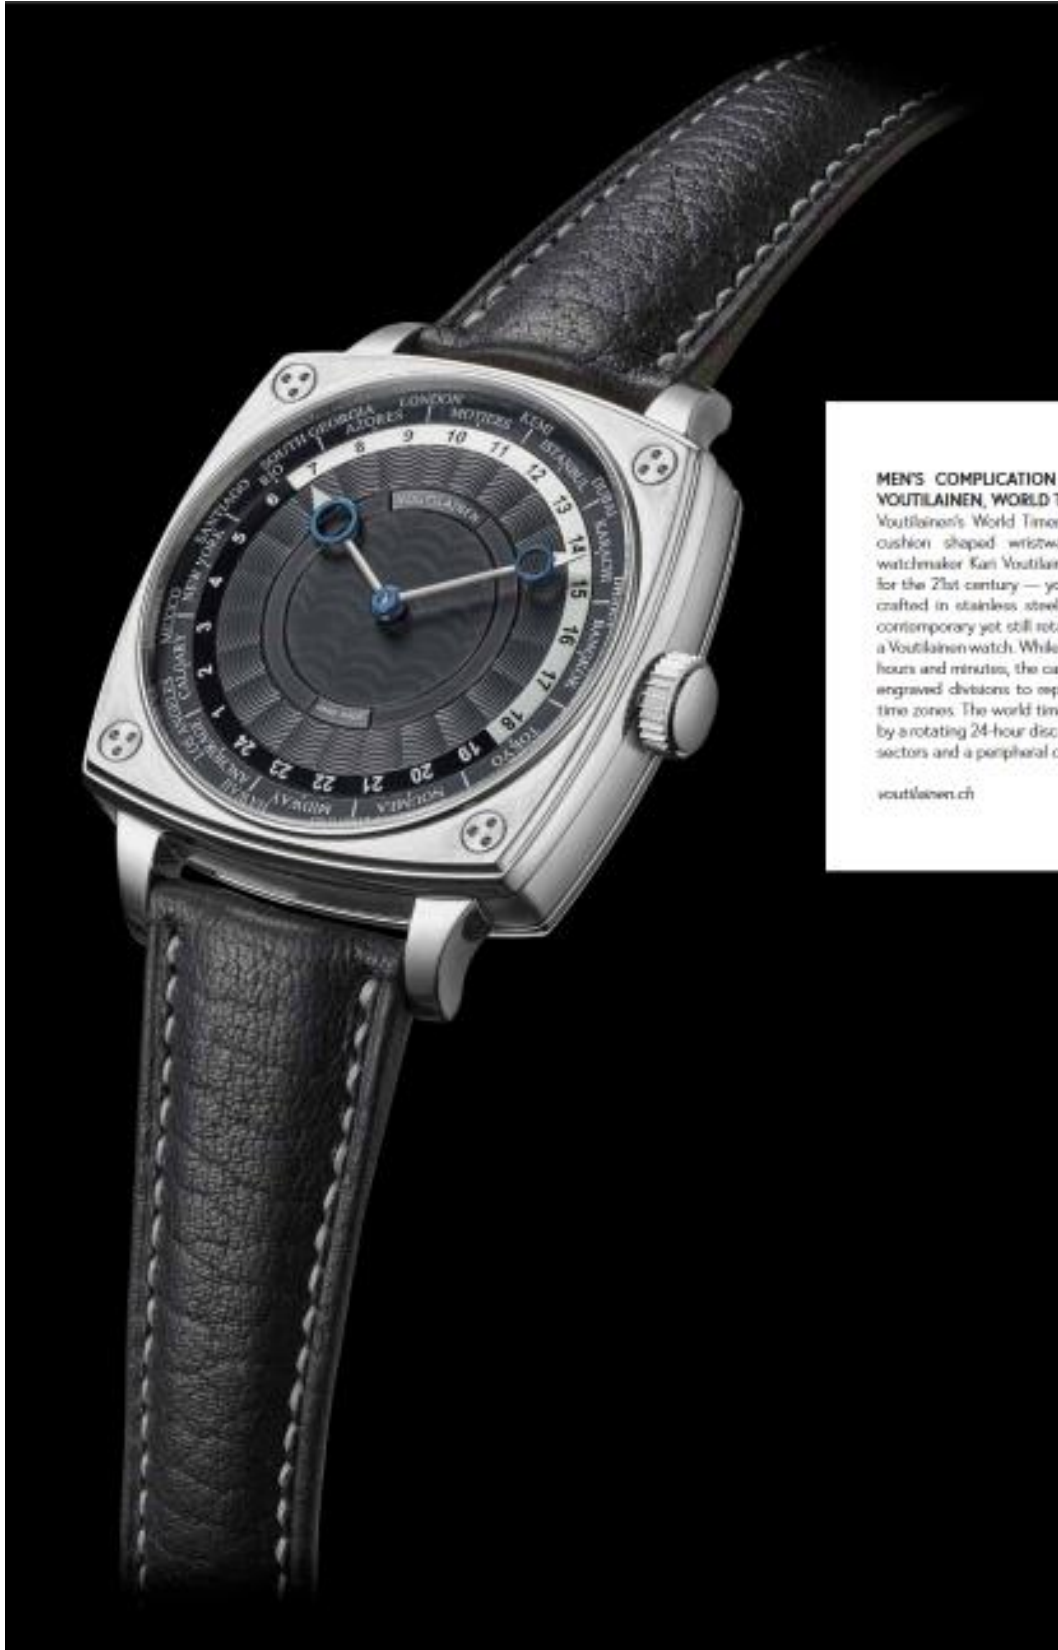 VOUTILAINEN
LONDON
SOUTH GEORGIA
AZORES
MOTIERS
KEMI
ISTANBUL
DUBAI
KARACHI
BANGKOK
TOKYO
NOUMEA
MIDWAY
ANCHORAGE
LOS ANGELES
CALGARY
MEXICO
NEW YORK
SANTIAGO
RIO
1 2 3 4 5 6 7 8 9 10 11 12 13 14 15 16 17 18 19 20 21 22 23 24
MEN'S COMPLICATION
VOUTILAINEN, WORLD T
Voutilainen's World Timer
cushion shaped wristwa
watchmaker Kari Voutilain
for the 21st century — yo
crafted in stainless steel
contemporary yet still reta
a Voutilainen watch. While
hours and minutes, the ca
engraved divisions to rep
time zones. The world time
by a rotating 24-hour disc
sectors and a peripheral c
voutilainen.ch